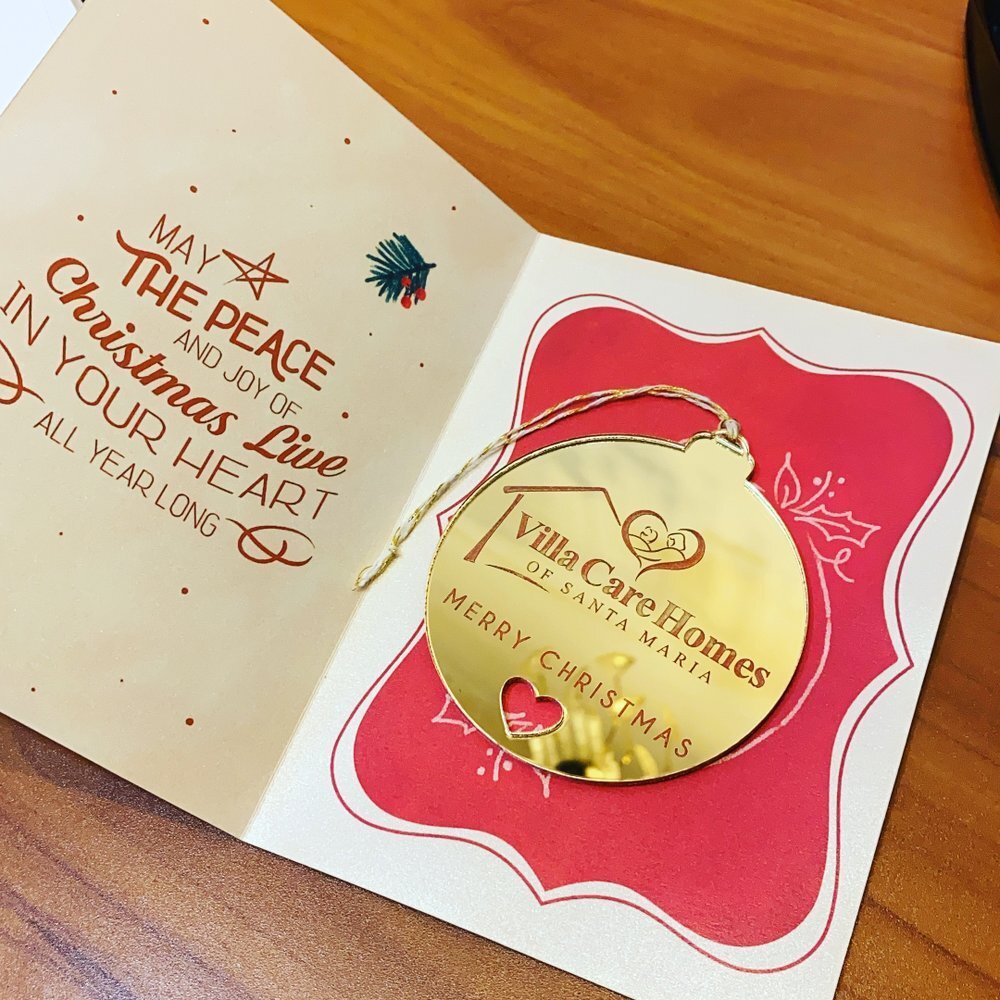 MAY
THE PEACE
AND JOY OF
Christmas Live
IN YOUR HEART
ALL YEAR LONG
Villa Care Homes
OF SANTA MARIA
MERRY CHRISTMAS